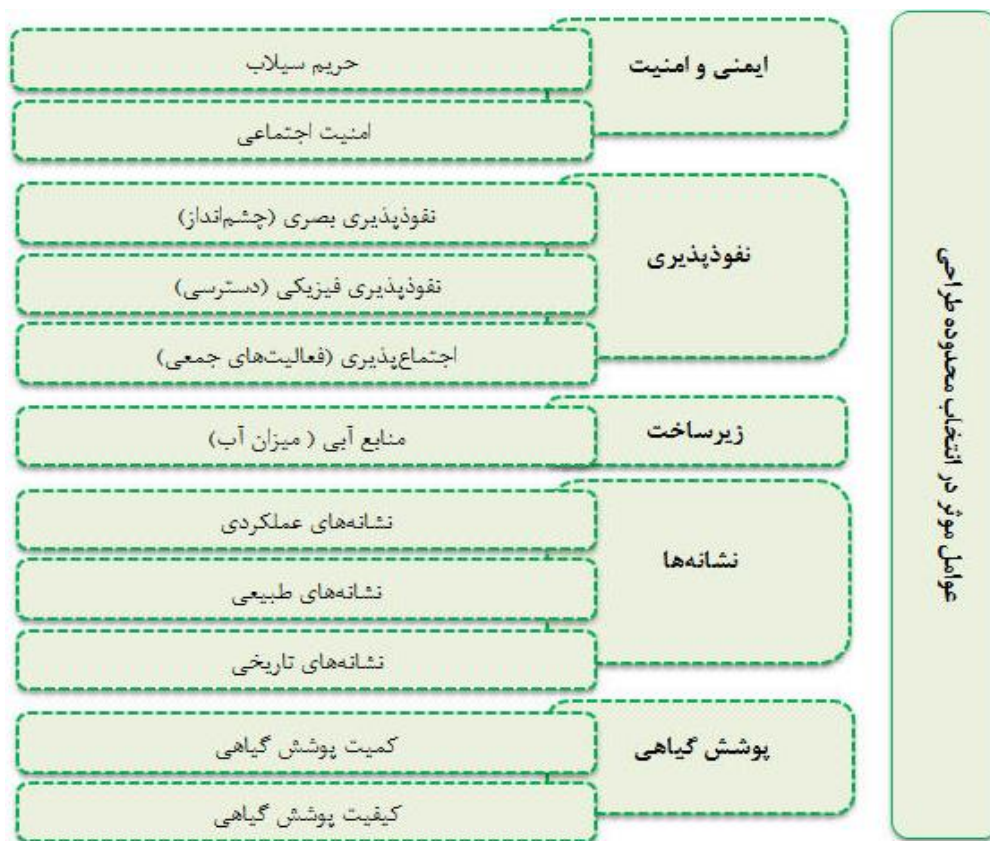 عوامل موثر در انتخاب محدوده طراحی
ایمنی و امنیت
حریم سیلاب
امنیت اجتماعی
نفوذپذیری
نفوذپذیری بصری (چشم‌انداز)
نفوذپذیری فیزیکی (دسترسی)
اجتماع‌پذیری (فعالیت‌های جمعی)
زیرساخت
منابع آبی ( میزان آب)
نشانه‌ها
نشانه‌های عملکردی
نشانه‌های طبیعی
نشانه‌های تاریخی
پوشش گیاهی
کمیت پوشش گیاهی
کیفیت پوشش گیاهی